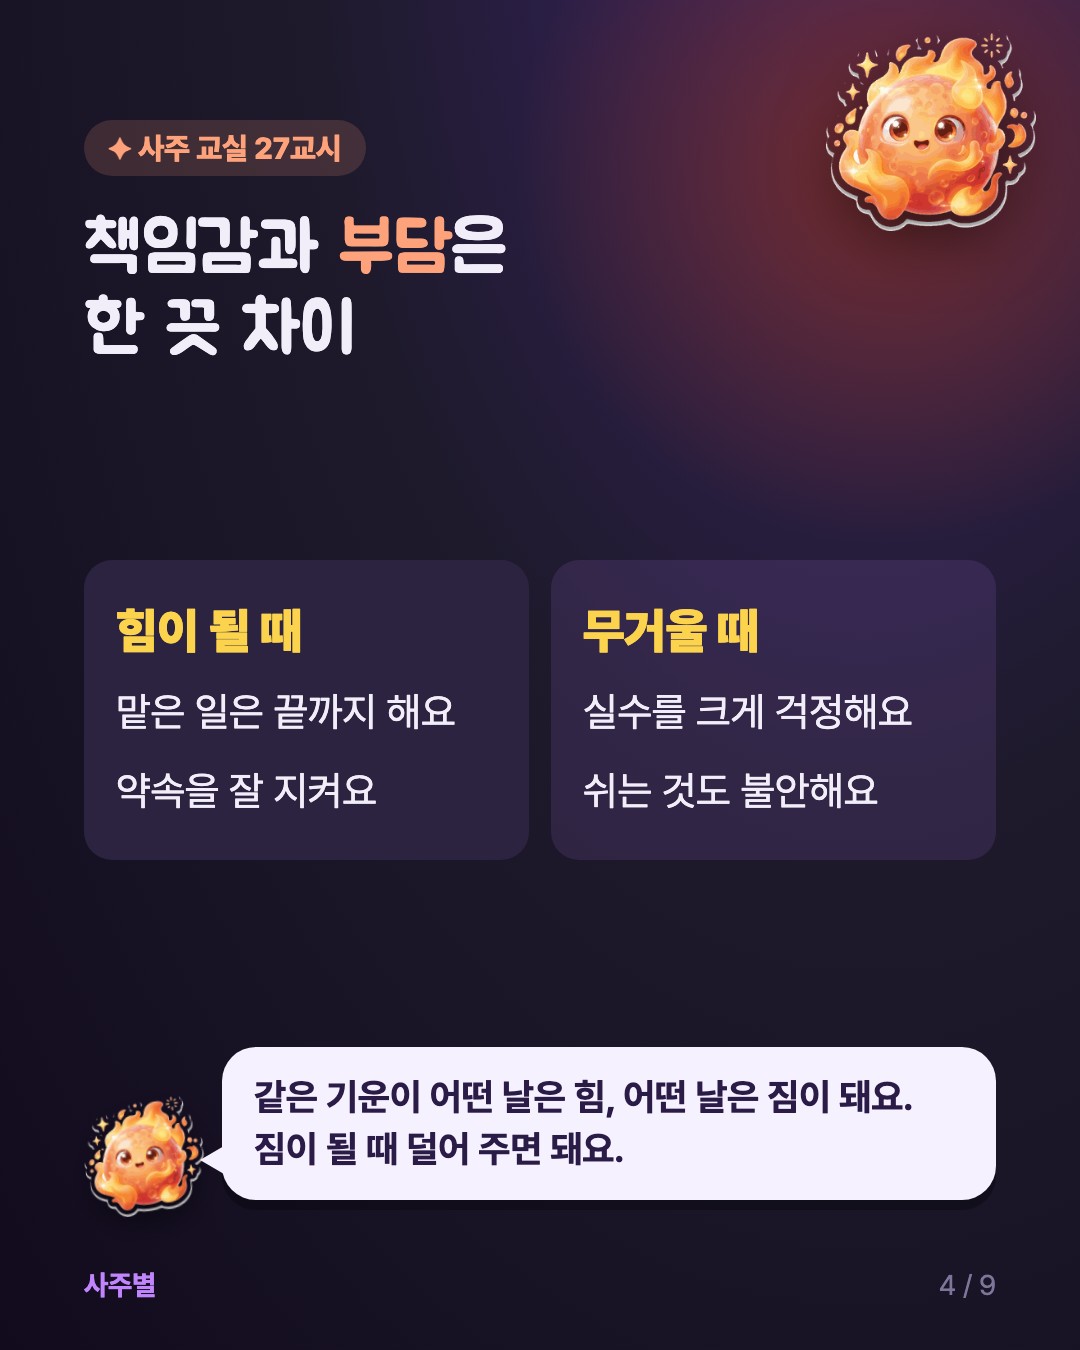 ✦ 사주 교실 27교시
책임감과 부담은
한 끗 차이
힘이 될 때
맡은 일은 끝까지 해요
약속을 잘 지켜요
무거울 때
실수를 크게 걱정해요
쉬는 것도 불안해요
같은 기운이 어떤 날은 힘, 어떤 날은 짐이 돼요.
짐이 될 때 덜어 주면 돼요.
사주별
4 / 9